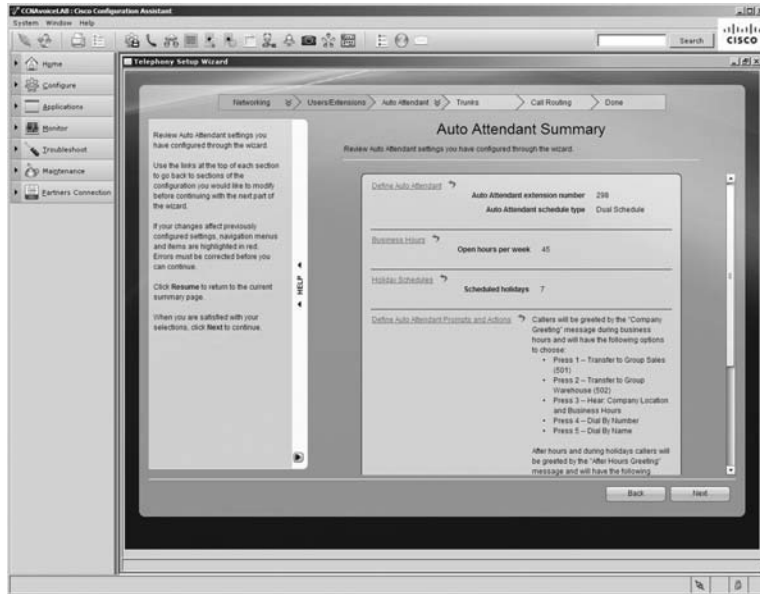 CCNAvoiceLAB : Cisco Configuration Assistant
System Window Help
Search
CISCO
Home
Configure
Applications
Monitor
Troubleshoot
Maintenance
Partners Connection
Telephony Setup Wizard
Networking Users/Extensions Auto Attendant Trunks Call Routing Done
Review Auto Attendant settings you
have configured through the wizard.
Use the links at the top of each section
to go back to sections of the
configuration you would like to modify
before continuing with the next part of
the wizard.
If your changes affect previously
configured settings, navigation menus
and items are highlighted in red.
Errors must be corrected before you
can continue.
Click Resume to return to the current
summary page.
When you are satisfied with your
selections, click Next to continue.
HELP
Auto Attendant Summary
Review Auto Attendant settings you have configured through the wizard.
Define Auto Attendant
Auto Attendant extension number 298
Auto Attendant schedule type Dual Schedule
Business Hours
Open hours per week 45
Holiday Schedules
Scheduled holidays 7
Define Auto Attendant Prompts and Actions
Callers will be greeted by the "Company
Greeting" message during business
hours and will have the following options
to choose:
• Press 1 – Transfer to Group Sales
(501)
• Press 2 – Transfer to Group
Warehouse (502)
• Press 3 – Hear: Company Location
and Business Hours
• Press 4 – Dial By Number
• Press 5 – Dial By Name
After hours and during holidays callers will
be greeted by the "After Hours Greeting"
message and will have the following
Back Next